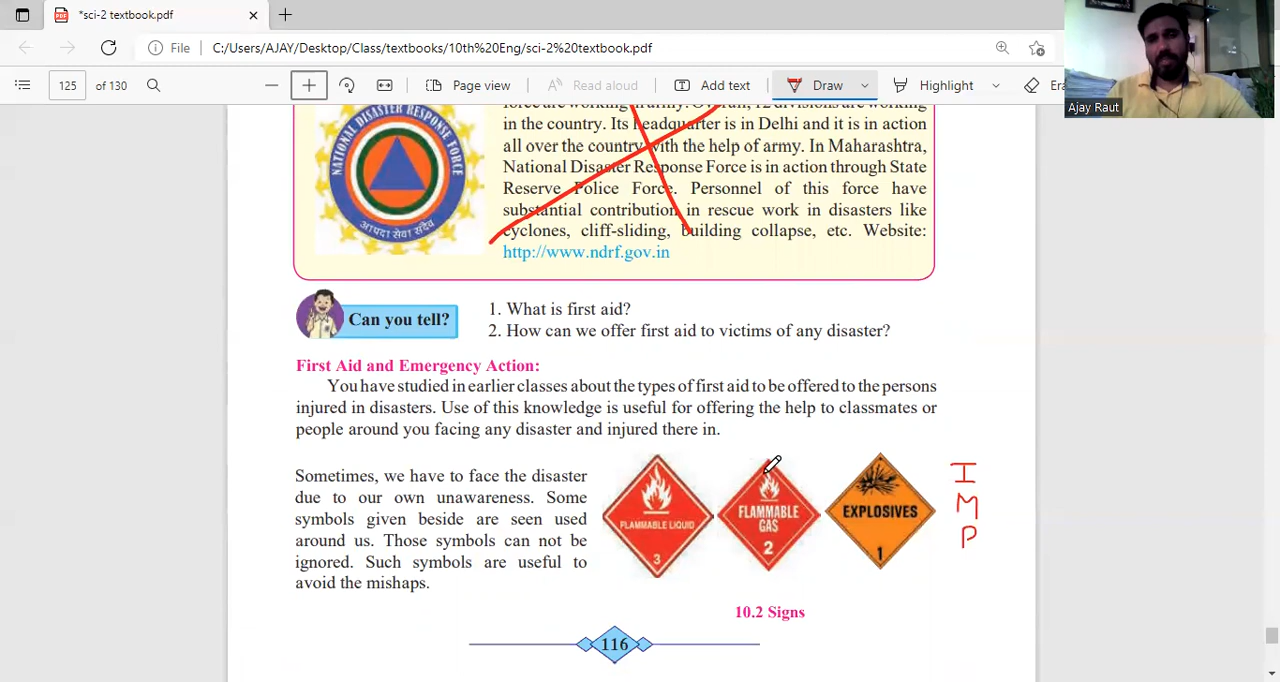 *sci-2 textbook.pdf
File C:/Users/AJAY/Desktop/Class/textbooks/10th%20Eng/sci-2%20textbook.pdf
125 of 130 Page view Read aloud Add text Draw Highlight Era
Ajay Raut
force are working in army. Overall, 12 divisions are working
in the country. Its headquarter is in Delhi and it is in action
all over the country with the help of army. In Maharashtra,
National Disaster Response Force is in action through State
Reserve Police Force. Personnel of this force have
substantial contribution in rescue work in disasters like
cyclones, cliff-sliding, building collapse, etc. Website:
http://www.ndrf.gov.in
NATIONAL DISASTER RESPONSE FORCE
आपदा सेवा सदैव
Can you tell?
1. What is first aid?
2. How can we offer first aid to victims of any disaster?
First Aid and Emergency Action:
You have studied in earlier classes about the types of first aid to be offered to the persons
injured in disasters. Use of this knowledge is useful for offering the help to classmates or
people around you facing any disaster and injured there in.
Sometimes, we have to face the disaster
due to our own unawareness. Some
symbols given beside are seen used
around us. Those symbols can not be
ignored. Such symbols are useful to
avoid the mishaps.
FLAMMABLE LIQUID
3
FLAMMABLE
GAS
2
EXPLOSIVES
1
I
M
P
10.2 Signs
116